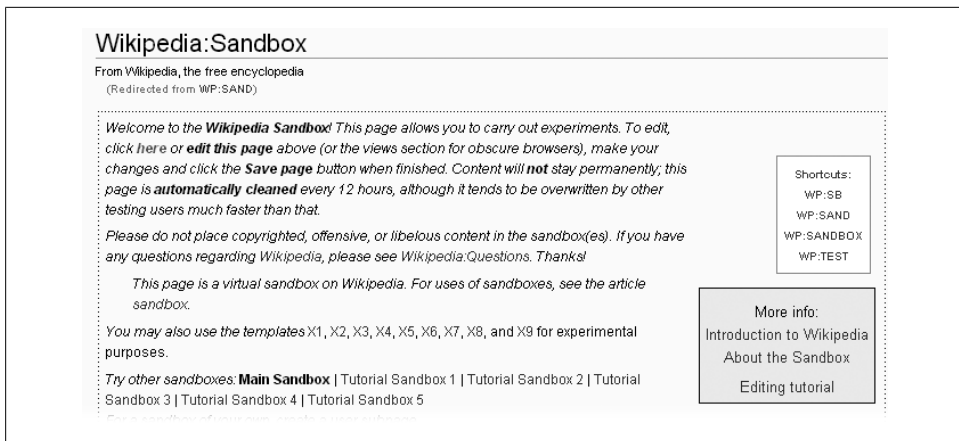 Wikipedia:Sandbox
From Wikipedia, the free encyclopedia
(Redirected from WP:SAND)
Welcome to the Wikipedia Sandbox! This page allows you to carry out experiments. To edit,
click here or edit this page above (or the views section for obscure browsers), make your
changes and click the Save page button when finished. Content will not stay permanently; this
page is automatically cleaned every 12 hours, although it tends to be overwritten by other
testing users much faster than that.
Please do not place copyrighted, offensive, or libelous content in the sandbox(es). If you have
any questions regarding Wikipedia, please see Wikipedia:Questions. Thanks!
This page is a virtual sandbox on Wikipedia. For uses of sandboxes, see the article
sandbox.
You may also use the templates X1, X2, X3, X4, X5, X6, X7, X8, and X9 for experimental
purposes.
Try other sandboxes: Main Sandbox | Tutorial Sandbox 1 | Tutorial Sandbox 2 | Tutorial
Sandbox 3 | Tutorial Sandbox 4 | Tutorial Sandbox 5
For a sandbox of your own, create a user subpage
Shortcuts:
WP:SB
WP:SAND
WP:SANDBOX
WP:TEST
More info:
Introduction to Wikipedia
About the Sandbox
Editing tutorial